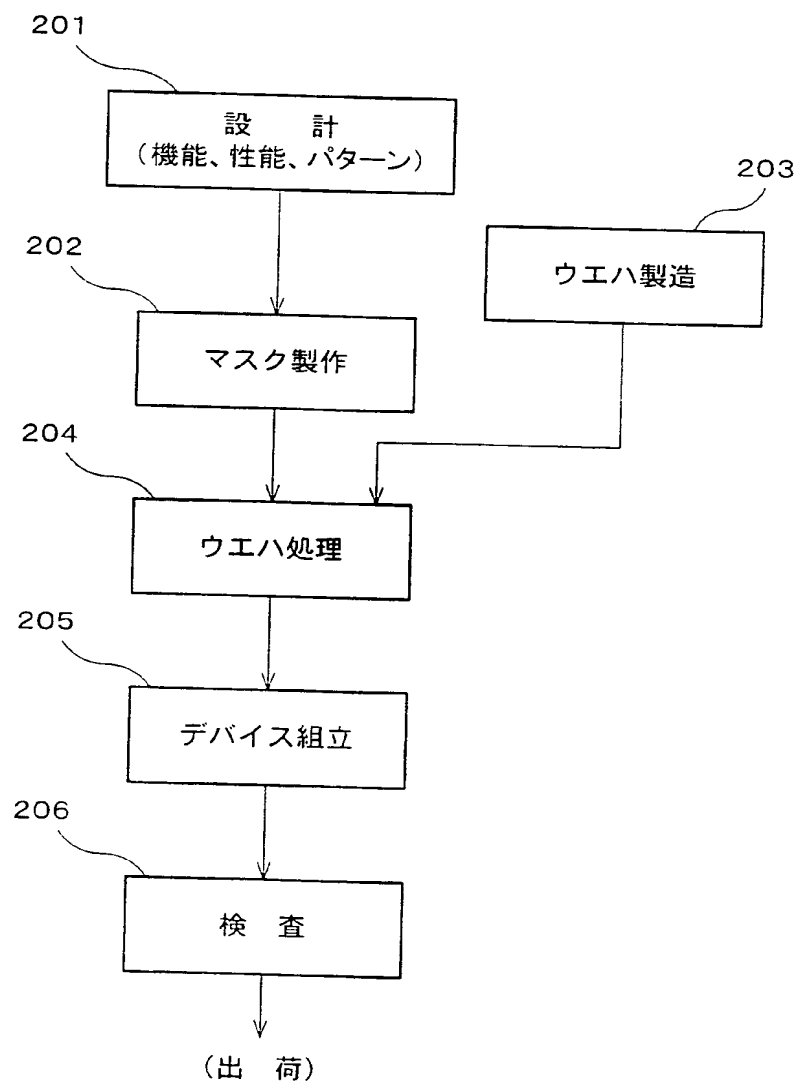 201
設 計
(機能、性能、パターン)
203
ウエハ製造
202
マスク製作
204
ウエハ処理
205
デバイス組立
206
検 査
(出 荷)